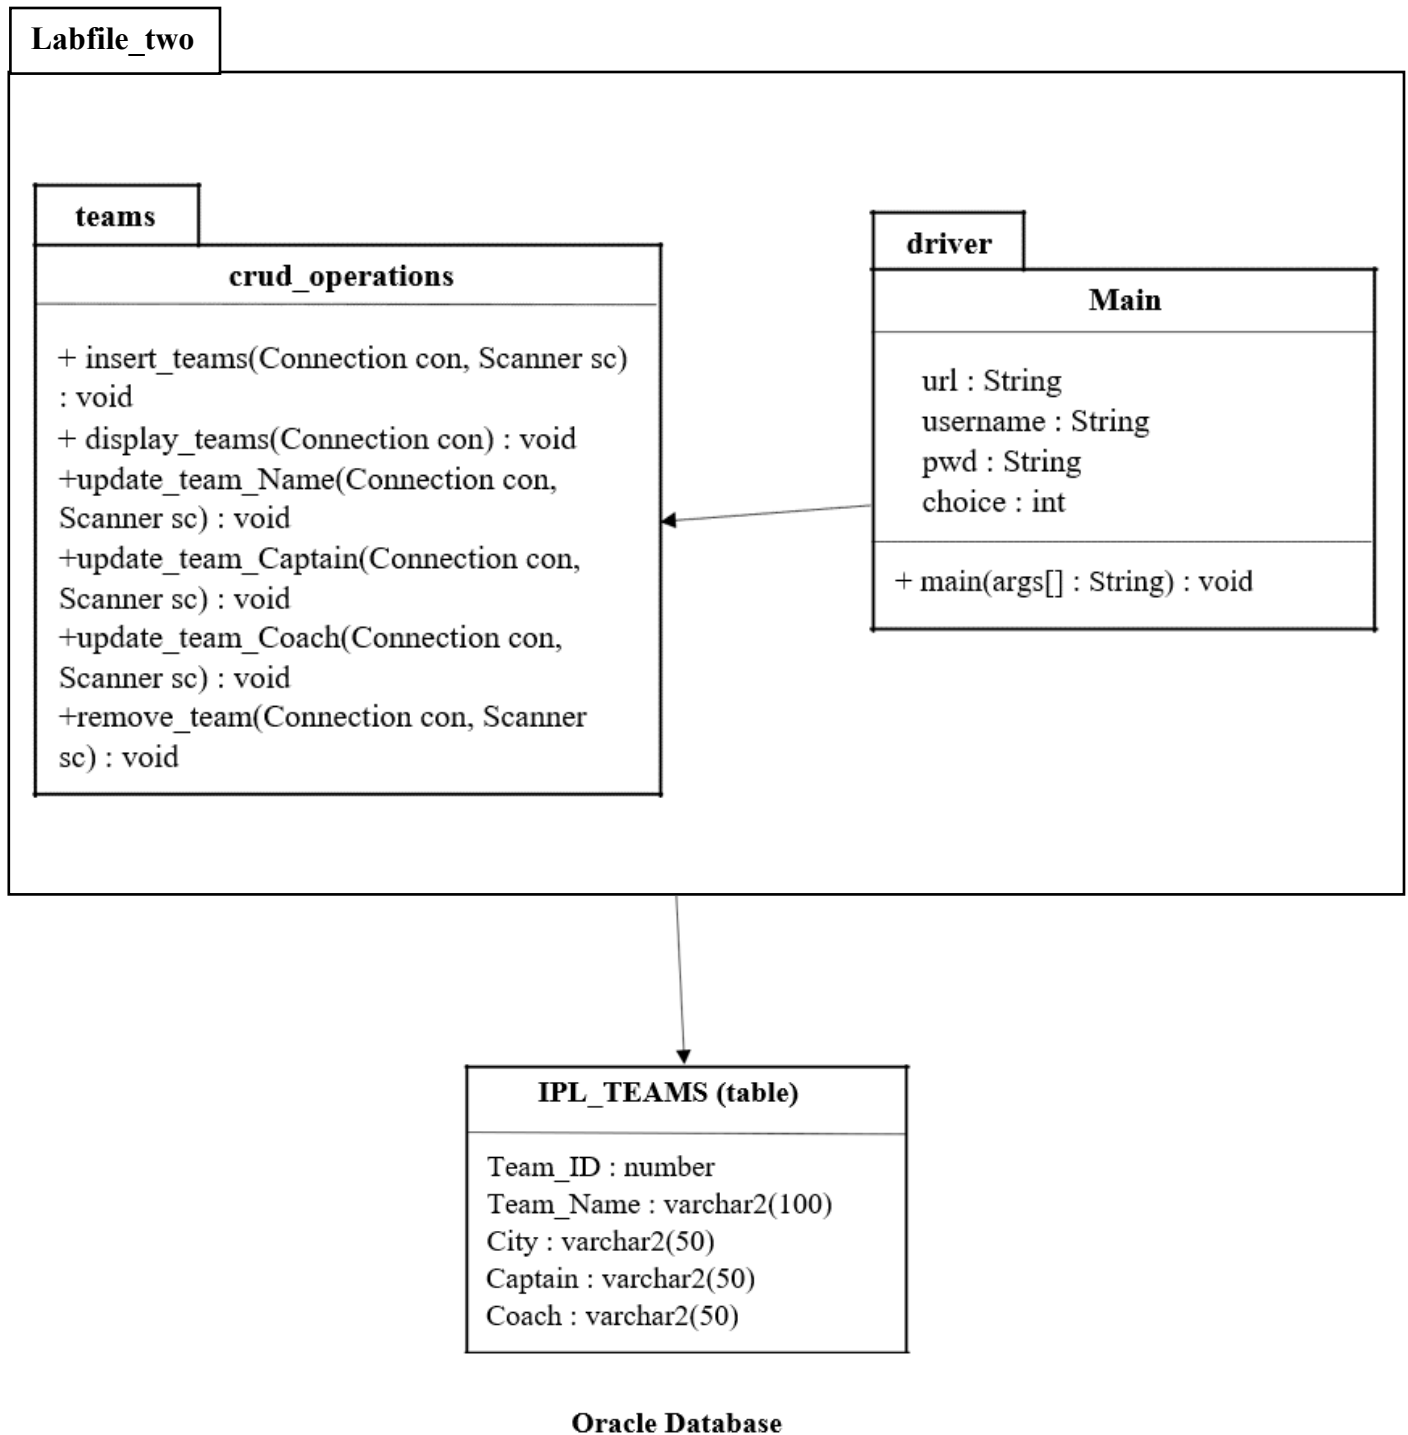 Labfile_two
teams
crud_operations
+ insert_teams(Connection con, Scanner sc)
: void
+ display_teams(Connection con) : void
+update_team_Name(Connection con,
Scanner sc) : void
+update_team_Captain(Connection con,
Scanner sc) : void
+update_team_Coach(Connection con,
Scanner sc) : void
+remove_team(Connection con, Scanner
sc) : void
driver
Main
url : String
username : String
pwd : String
choice : int
+ main(args[] : String) : void
IPL_TEAMS (table)
Team_ID : number
Team_Name : varchar2(100)
City : varchar2(50)
Captain : varchar2(50)
Coach : varchar2(50)
Oracle Database